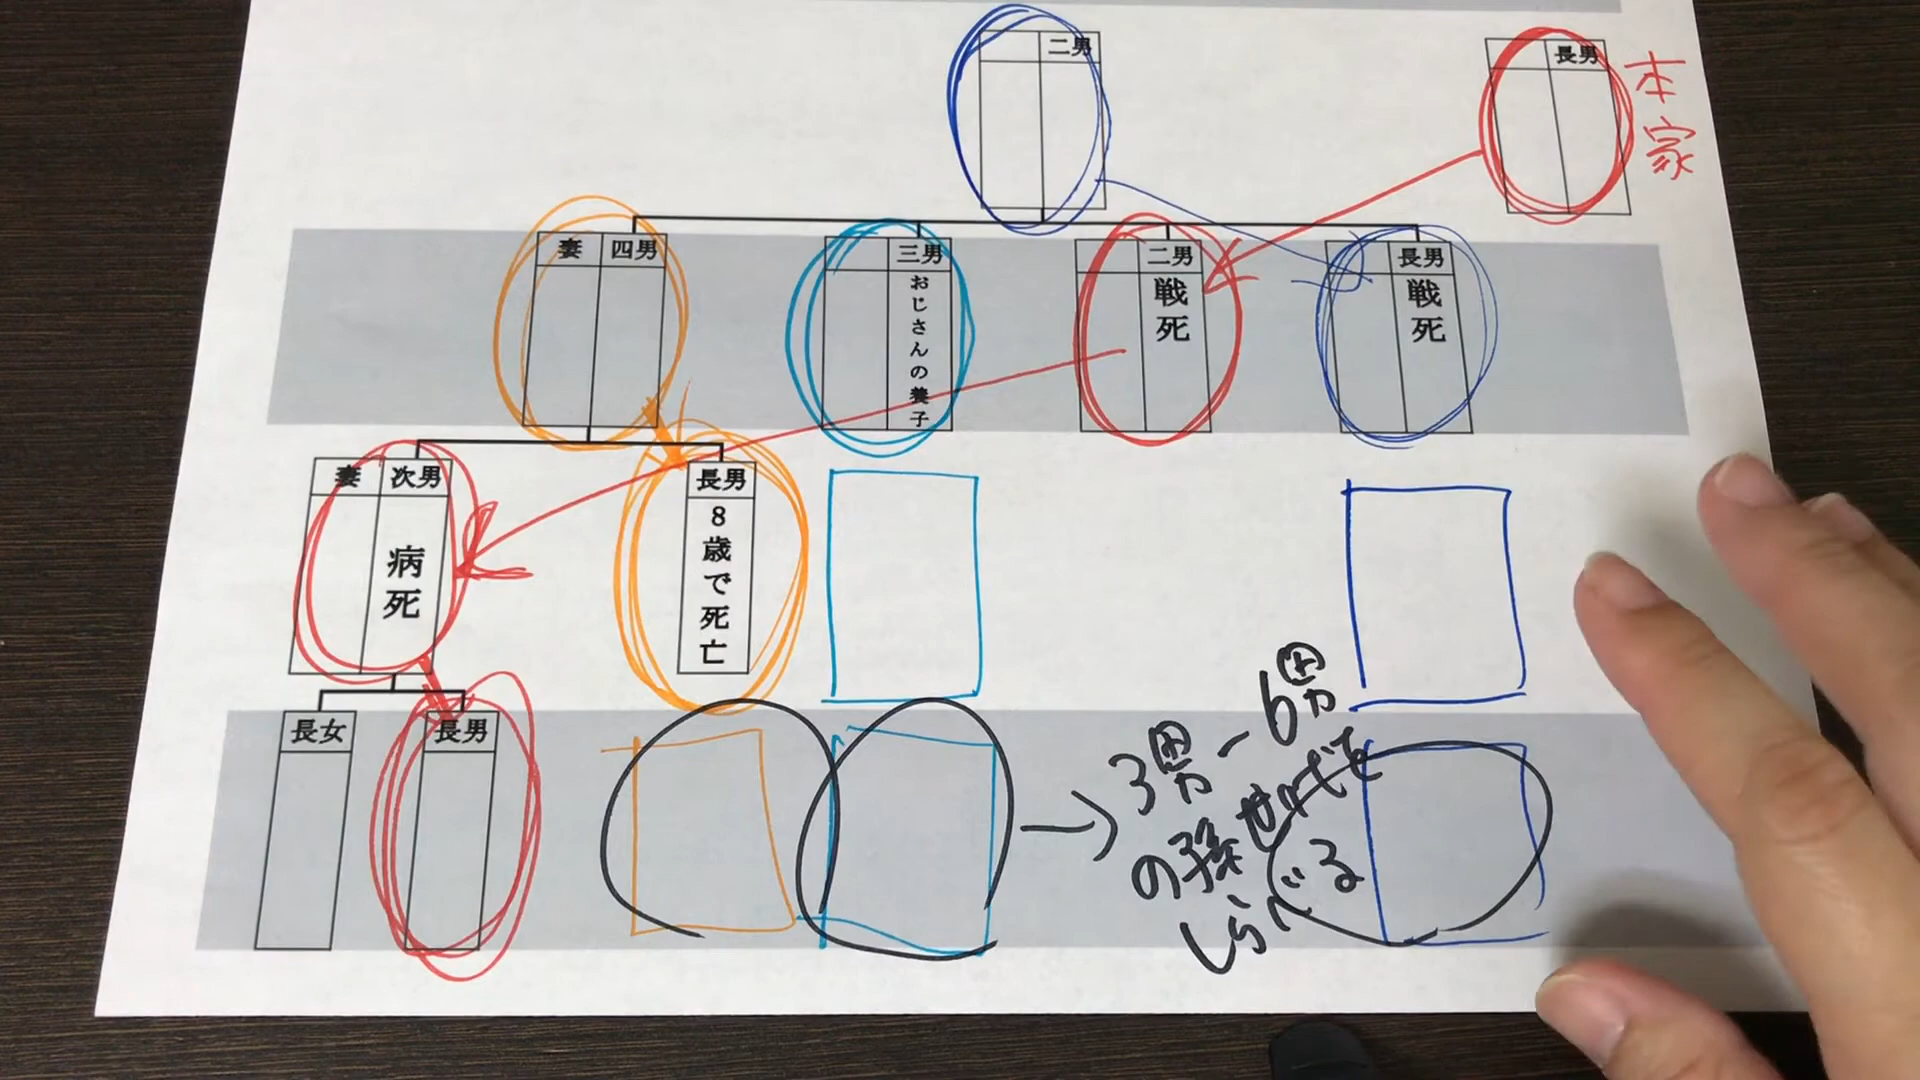 二男
長男
本家
妻
四男
三男
おじさんの養子
二男
戦死
長男
戦死
妻
次男
病死
長男
8歳で死亡
長女
長男
→3男-6男
の孫世代を
しらべる